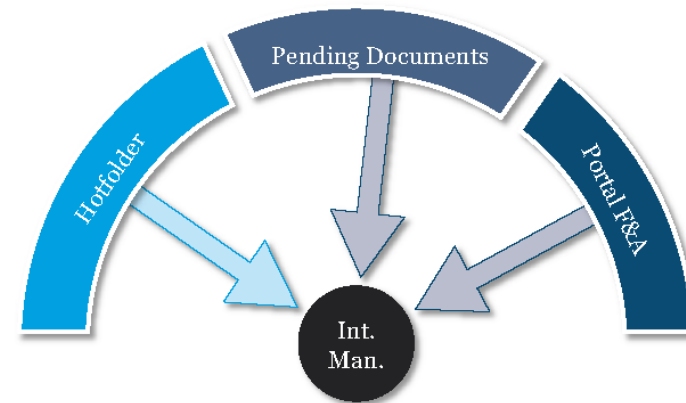 Hotfolder
Pending Documents
Portal F&A
Int.
Man.